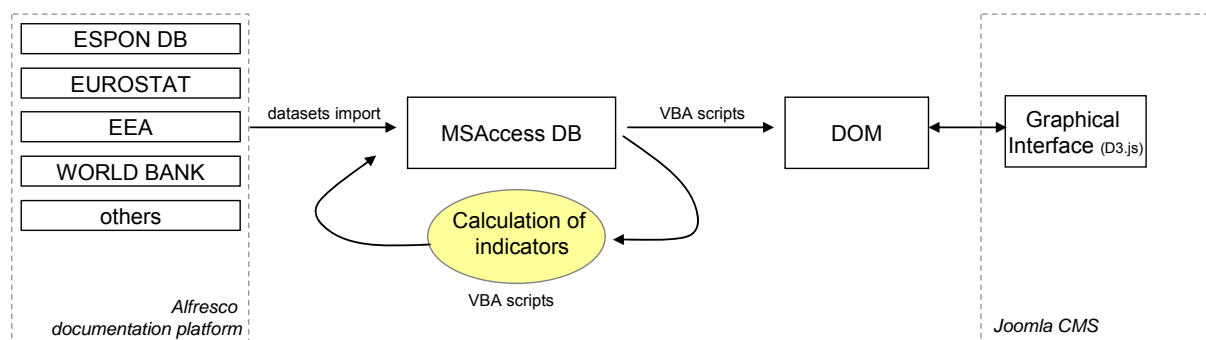 ESPON DB
EUROSTAT
EEA
WORLD BANK
others
Alfresco
documentation platform
datasets import
MSAccess DB
VBA scripts
Calculation of
indicators
VBA scripts
DOM
Graphical
Interface (D3.js)
Joomla CMS